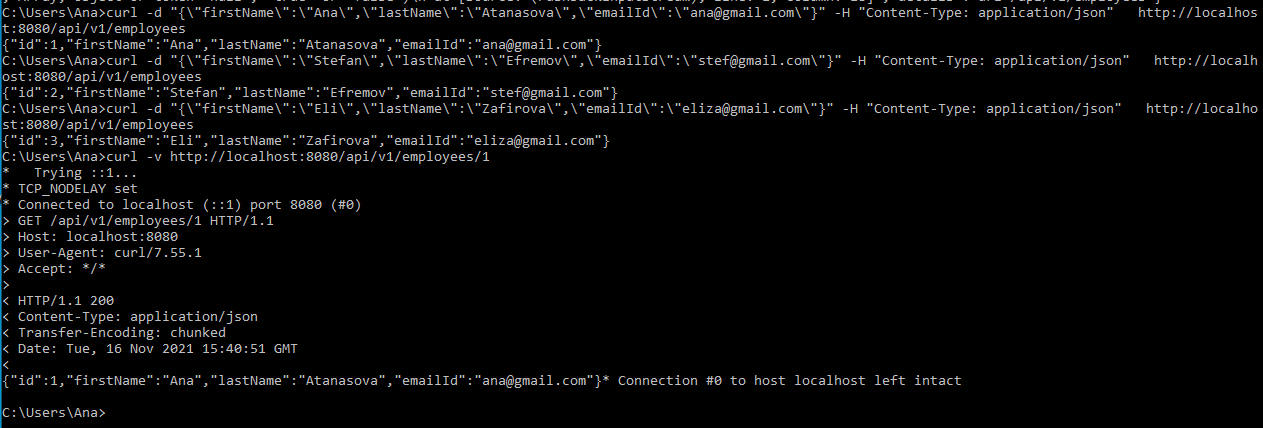 C:\Users\Ana>curl -d "{\"firstName\":\"Ana\",\"lastName\":\"Atanasova\",\"emailId\":\"ana@gmail.com\"}" -H "Content-Type: application/json"   http://localhos
t:8080/api/v1/employees
{"id":1,"firstName":"Ana","lastName":"Atanasova","emailId":"ana@gmail.com"}
C:\Users\Ana>curl -d "{\"firstName\":\"Stefan\",\"lastName\":\"Efremov\",\"emailId\":\"stef@gmail.com\"}" -H "Content-Type: application/json"   http://localh
ost:8080/api/v1/employees
{"id":2,"firstName":"Stefan","lastName":"Efremov","emailId":"stef@gmail.com"}
C:\Users\Ana>curl -d "{\"firstName\":\"Eli\",\"lastName\":\"Zafirova\",\"emailId\":\"eliza@gmail.com\"}" -H "Content-Type: application/json"   http://localho
st:8080/api/v1/employees
{"id":3,"firstName":"Eli","lastName":"Zafirova","emailId":"eliza@gmail.com"}
C:\Users\Ana>curl -v http://localhost:8080/api/v1/employees/1
*   Trying ::1...
* TCP_NODELAY set
* Connected to localhost (::1) port 8080 (#0)
> GET /api/v1/employees/1 HTTP/1.1
> Host: localhost:8080
> User-Agent: curl/7.55.1
> Accept: */*
>
< HTTP/1.1 200
< Content-Type: application/json
< Transfer-Encoding: chunked
< Date: Tue, 16 Nov 2021 15:40:51 GMT
<
{"id":1,"firstName":"Ana","lastName":"Atanasova","emailId":"ana@gmail.com"}* Connection #0 to host localhost left intact
C:\Users\Ana>